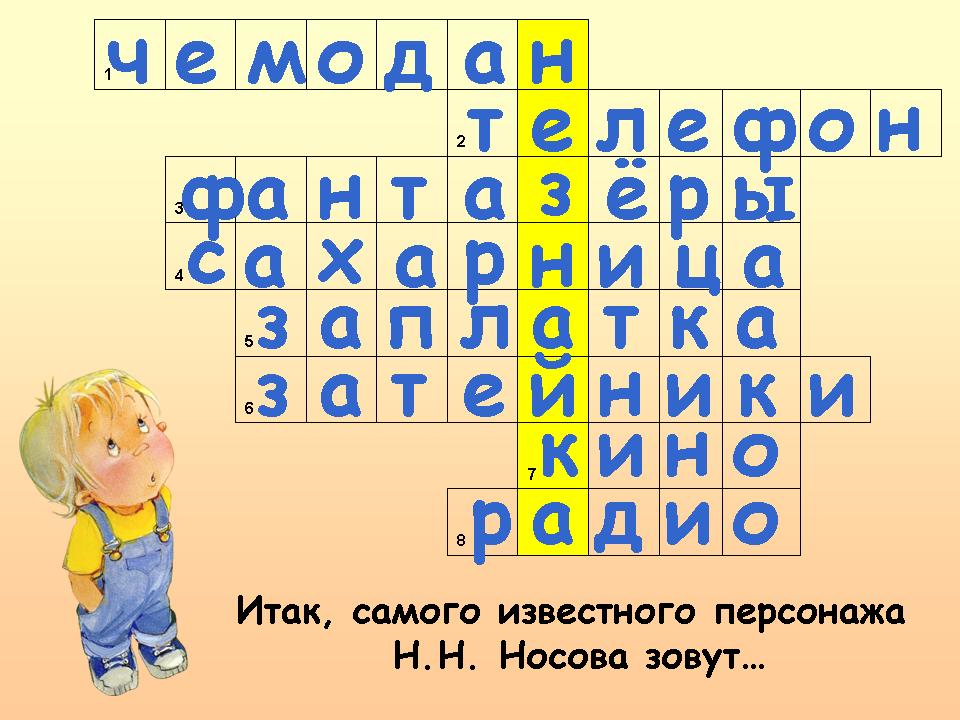 1 чемодан
2 телефон
3 фантазёры
4 сахарница
5 заплатка
6 затейники
7 кино
8 радио
Итак, самого известного персонажа
Н.Н. Носова зовут…